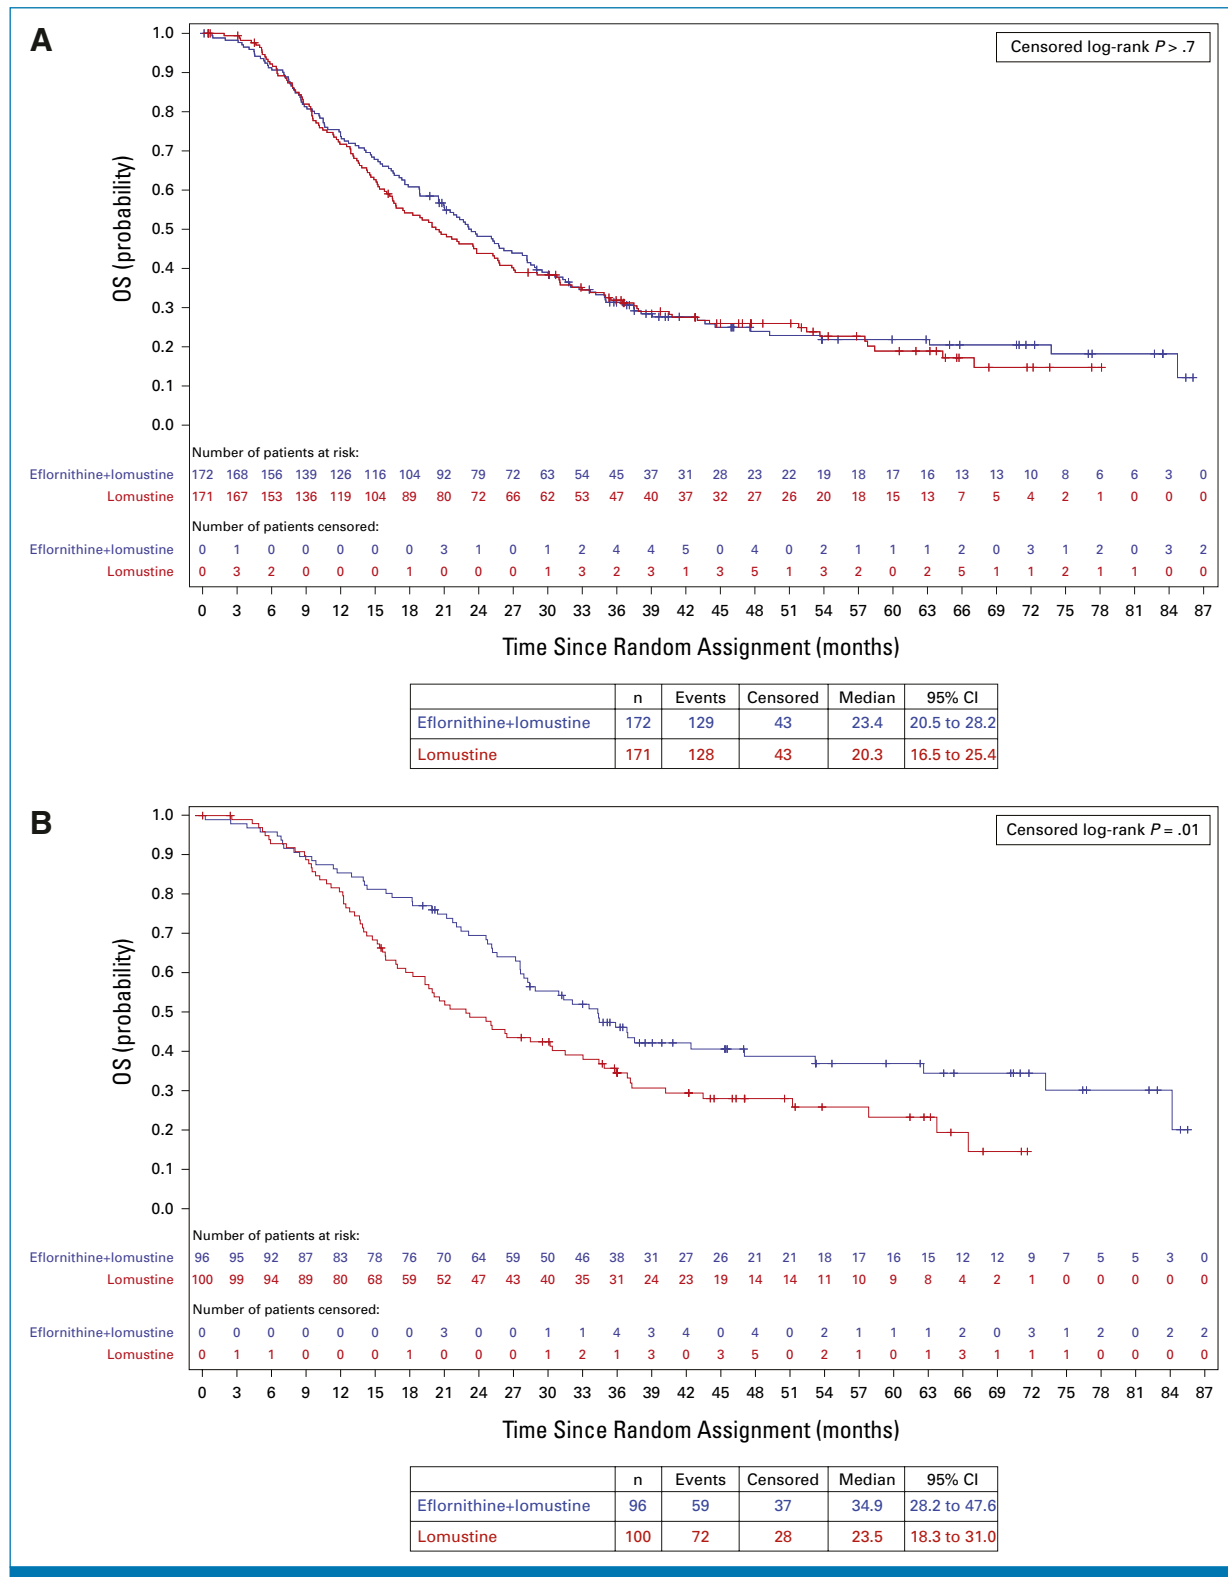 A
Censored log-rank P > .7
1.0
0.9
0.8
0.7
0.6
0.5
0.4
0.3
0.2
0.1
0.0
OS (probability)
Number of patients at risk:
Eflornithine+lomustine 172 168 156 139 126 116 104 92 79 72 63 54 45 37 31 28 23 22 19 18 17 16 13 13 10 8 6 6 3 0
Lomustine 171 167 153 136 119 104 89 80 72 66 62 53 47 40 37 32 27 26 20 18 15 13 7 5 4 2 1 0 0 0
Number of patients censored:
Eflornithine+lomustine 0 1 0 0 0 0 0 3 1 0 1 2 4 4 5 0 4 0 2 1 1 1 2 0 3 1 2 0 3 2
Lomustine 0 3 2 0 0 0 1 0 0 0 1 3 2 3 1 3 5 1 3 2 0 2 5 1 1 2 1 1 0 0
0 3 6 9 12 15 18 21 24 27 30 33 36 39 42 45 48 51 54 57 60 63 66 69 72 75 78 81 84 87
Time Since Random Assignment (months)
n Events Censored Median 95% CI
Eflornithine+lomustine 172 129 43 23.4 20.5 to 28.2
Lomustine 171 128 43 20.3 16.5 to 25.4
B
Censored log-rank P = .01
1.0
0.9
0.8
0.7
0.6
0.5
0.4
0.3
0.2
0.1
0.0
OS (probability)
Number of patients at risk:
Eflornithine+lomustine 96 95 92 87 83 78 76 70 64 59 50 46 38 31 27 26 21 21 18 17 16 15 12 12 9 7 5 5 3 0
Lomustine 100 99 94 89 80 68 59 52 47 43 40 35 31 24 23 19 14 14 11 10 9 8 4 2 1 0 0 0 0 0
Number of patients censored:
Eflornithine+lomustine 0 0 0 0 0 0 0 3 0 0 1 1 4 3 4 0 4 0 2 1 1 1 2 0 3 1 2 0 2 2
Lomustine 0 1 1 0 0 0 1 0 0 0 1 2 1 3 0 3 5 0 2 1 0 1 3 1 1 1 0 0 0 0
0 3 6 9 12 15 18 21 24 27 30 33 36 39 42 45 48 51 54 57 60 63 66 69 72 75 78 81 84 87
Time Since Random Assignment (months)
n Events Censored Median 95% CI
Eflornithine+lomustine 96 59 37 34.9 28.2 to 47.6
Lomustine 100 72 28 23.5 18.3 to 31.0